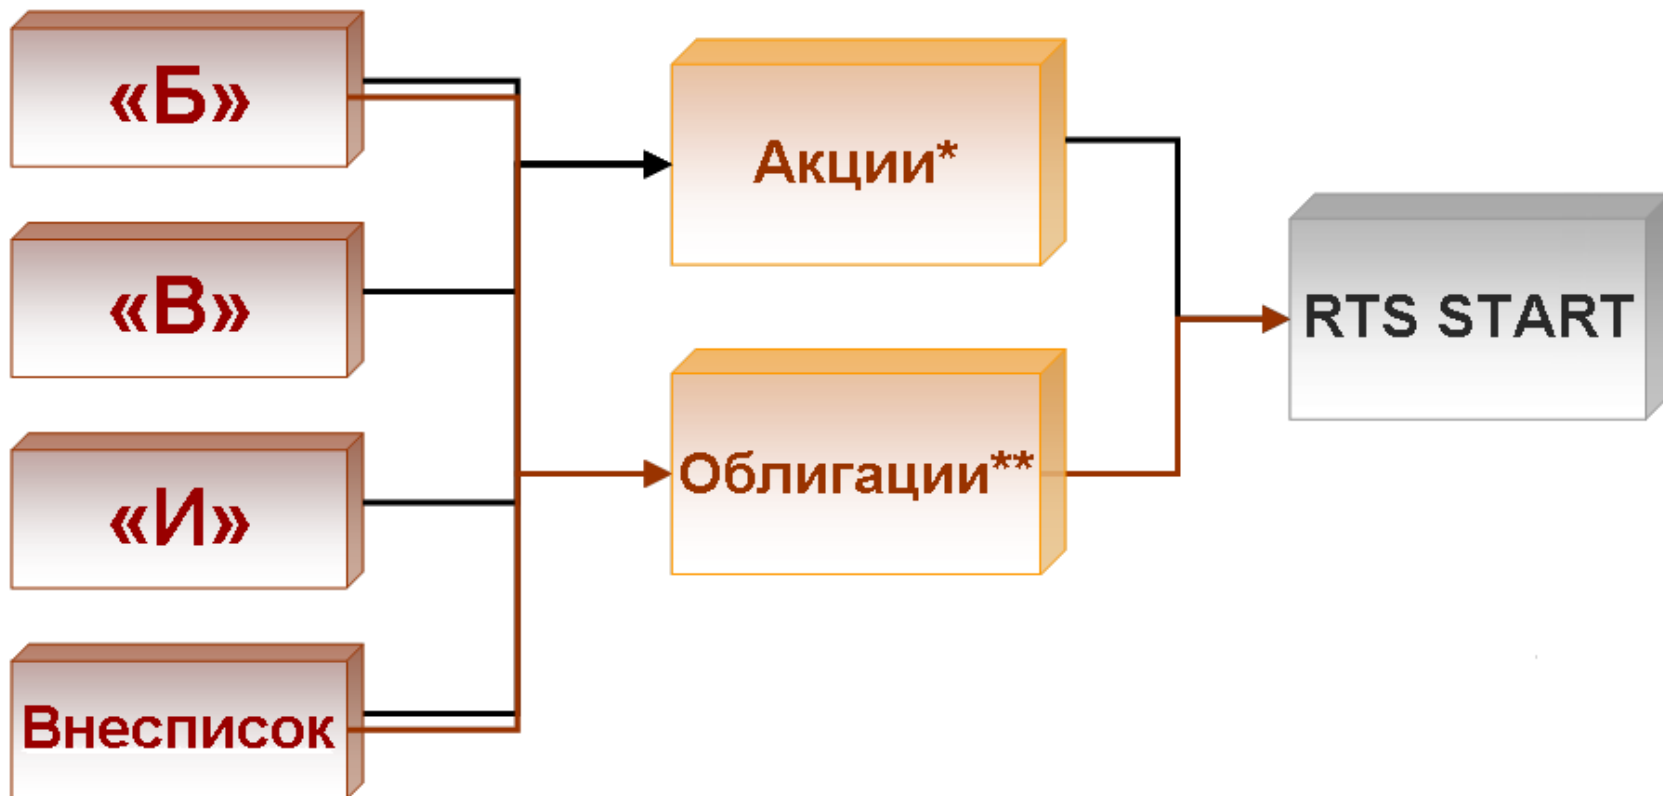 «Б»
Акции*
«В»
RTS START
Облигации**
«И»
Внесписок